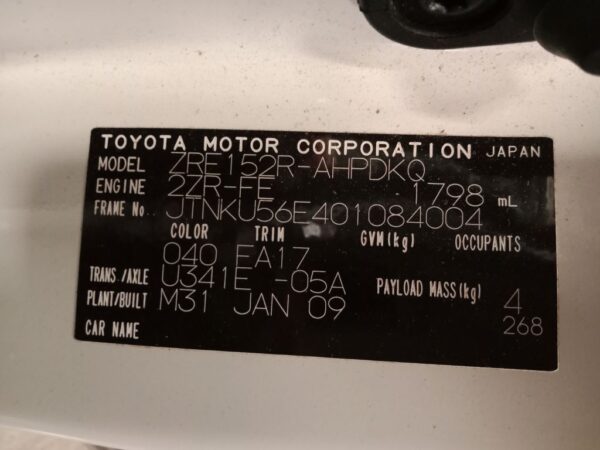 TOYOTA MOTOR CORPORATION JAPAN
MODEL ZRE152R-AHPDKQ
ENGINE 2ZR-FE 1798 mL
FRAME No JTNKU56E401084004
COLOR TRIM GVM(kg) OCCUPANTS
040 EA17
TRANS./AXLE U341E -05A PAYLOAD MASS(kg) 4
PLANT/BUILT M31 JAN 09 268
CAR NAME